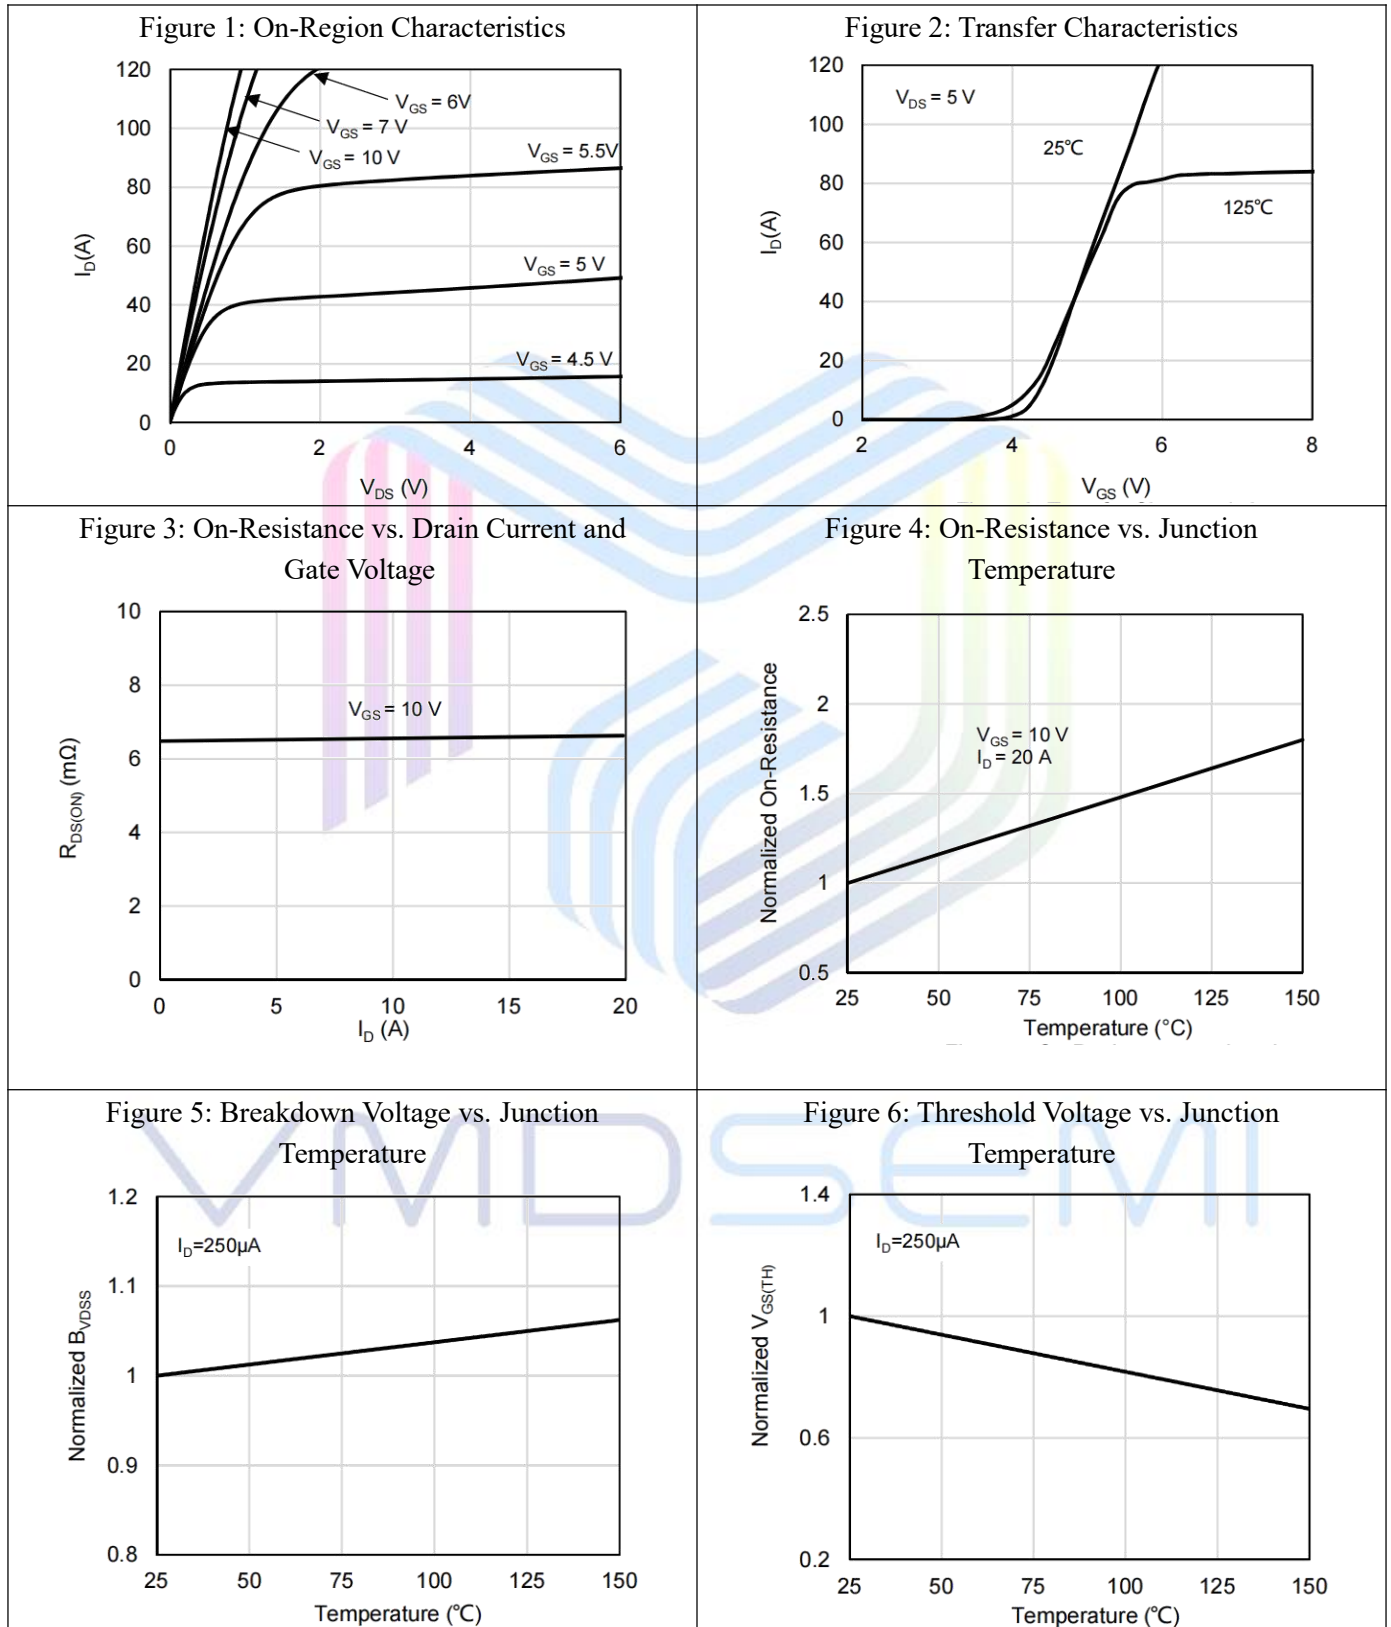 Figure 1: On-Region Characteristics
120
100
80
60
40
20
0
I_D(A)
V_GS = 6V
V_GS = 7 V
V_GS = 10 V
V_GS = 5.5V
V_GS = 5 V
V_GS = 4.5 V
0 2 4 6
V_DS (V)
Figure 2: Transfer Characteristics
120
100
80
60
40
20
0
I_D(A)
V_DS = 5 V
25℃
125℃
2 4 6 8
V_GS (V)
Figure 3: On-Resistance vs. Drain Current and
Gate Voltage
10
8
6
4
2
0
R_DS(ON) (mΩ)
V_GS = 10 V
0 5 10 15 20
I_D (A)
Figure 4: On-Resistance vs. Junction
Temperature
2.5
2
1.5
1
0.5
Normalized On-Resistance
V_GS = 10 V
I_D = 20 A
25 50 75 100 125 150
Temperature (°C)
Figure 5: Breakdown Voltage vs. Junction
Temperature
1.2
1.1
1
0.9
0.8
Normalized B_VDSS
I_D=250μA
25 50 75 100 125 150
Temperature (℃)
Figure 6: Threshold Voltage vs. Junction
Temperature
1.4
1
0.6
0.2
Normalized V_GS(TH)
I_D=250μA
25 50 75 100 125 150
Temperature (℃)
VMDSEMI